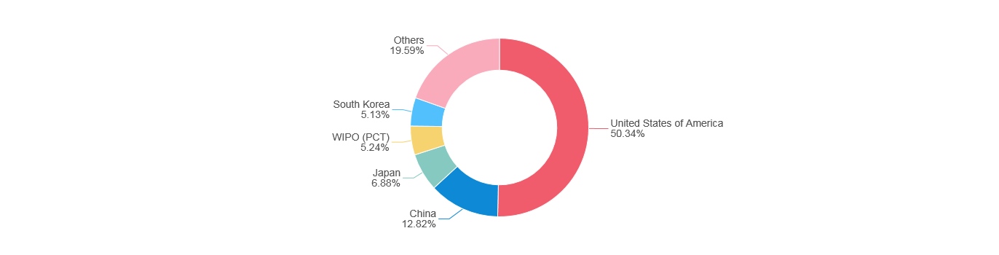 Others
19.59%
South Korea
5.13%
WIPO (PCT)
5.24%
Japan
6.88%
China
12.82%
United States of America
50.34%